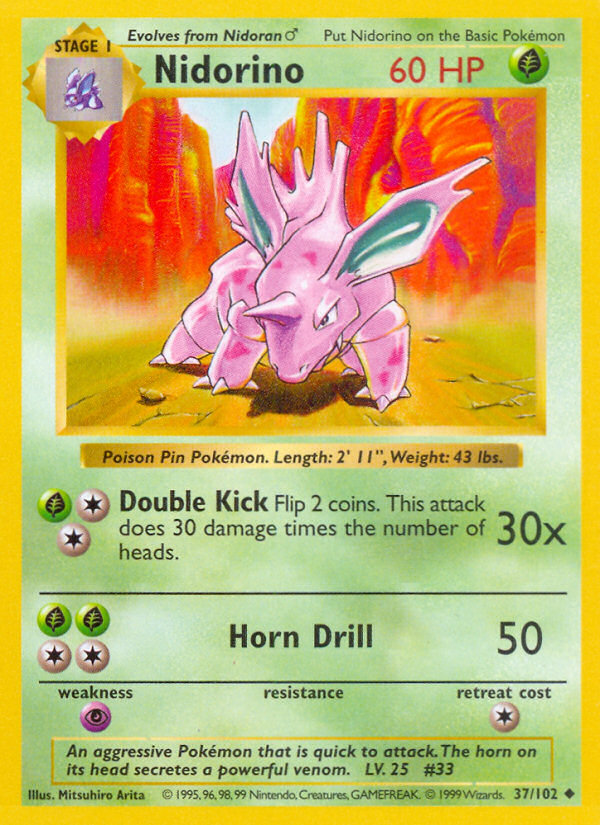 STAGE 1
Evolves from Nidoran♂ Put Nidorino on the Basic Pokémon
Nidorino 60 HP
Poison Pin Pokémon. Length: 2' 11", Weight: 43 lbs.
Double Kick Flip 2 coins. This attack
does 30 damage times the number of
heads.
30x
Horn Drill 50
weakness resistance retreat cost
An aggressive Pokémon that is quick to attack. The horn on
its head secretes a powerful venom. LV. 25 #33
Illus. Mitsuhiro Arita © 1995, 96, 98, 99 Nintendo, Creatures, GAMEFREAK. © 1999 Wizards. 37/102 ◆